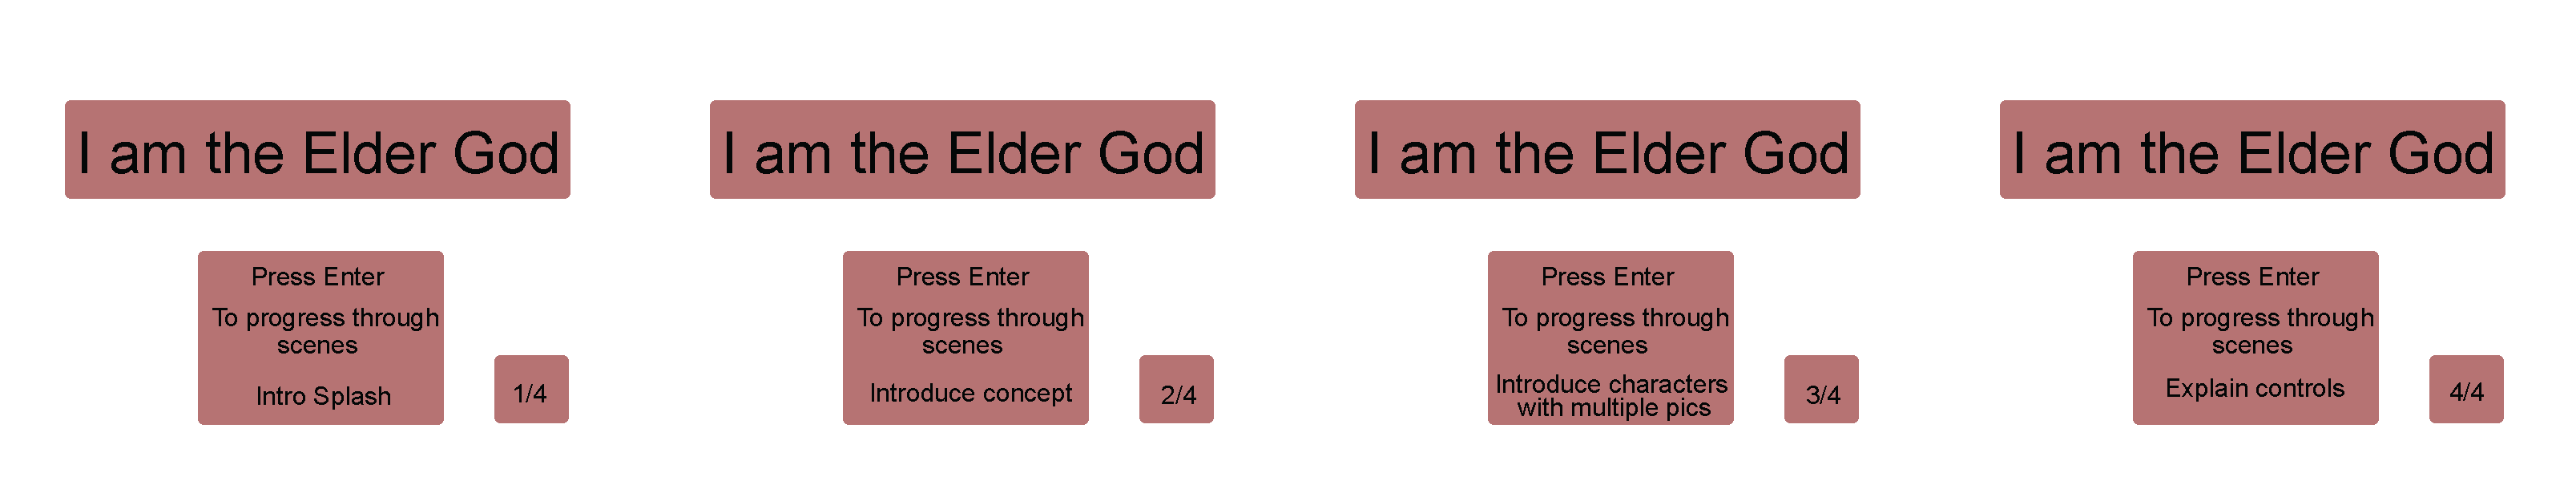 I am the Elder God
Press Enter
To progress through
scenes
Intro Splash
1/4
I am the Elder God
Press Enter
To progress through
scenes
Introduce concept
2/4
I am the Elder God
Press Enter
To progress through
scenes
Introduce characters
with multiple pics
3/4
I am the Elder God
Press Enter
To progress through
scenes
Explain controls
4/4